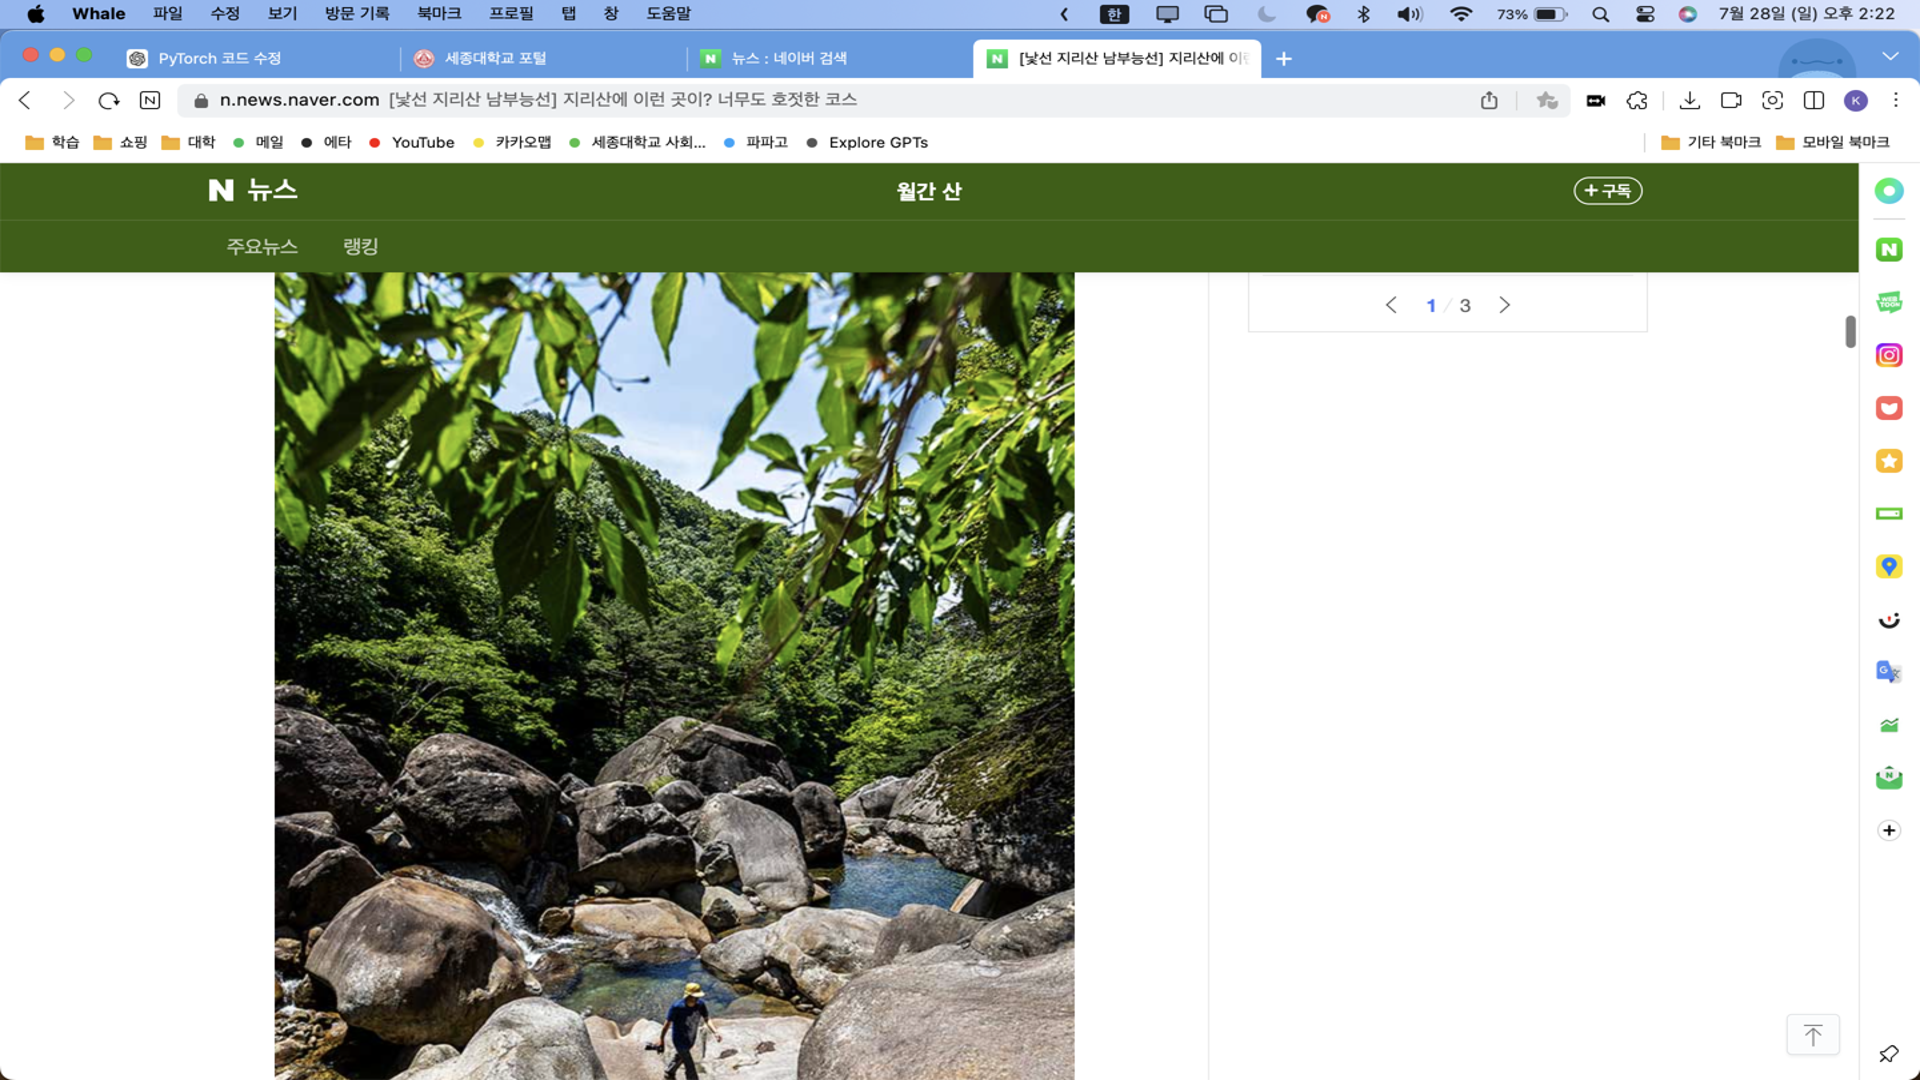 Whale 파일 수정 보기 방문 기록 북마크 프로필 탭 창 도움말 한 N 73% 7월 28일 (일) 오후 2:22
PyTorch 코드 수정 세종대학교 포털 N 뉴스 : 네이버 검색 N [낯선 지리산 남부능선] 지리산에 이런
N n.news.naver.com [낯선 지리산 남부능선] 지리산에 이런 곳이? 너무도 호젓한 코스 K
학습 쇼핑 대학 메일 에타 YouTube 카카오맵 세종대학교 사회... 파파고 Explore GPTs 기타 북마크 모바일 북마크
N 뉴스 월간 산 + 구독
주요뉴스 랭킹
1 / 3
N
WEB TOON
G 文
N